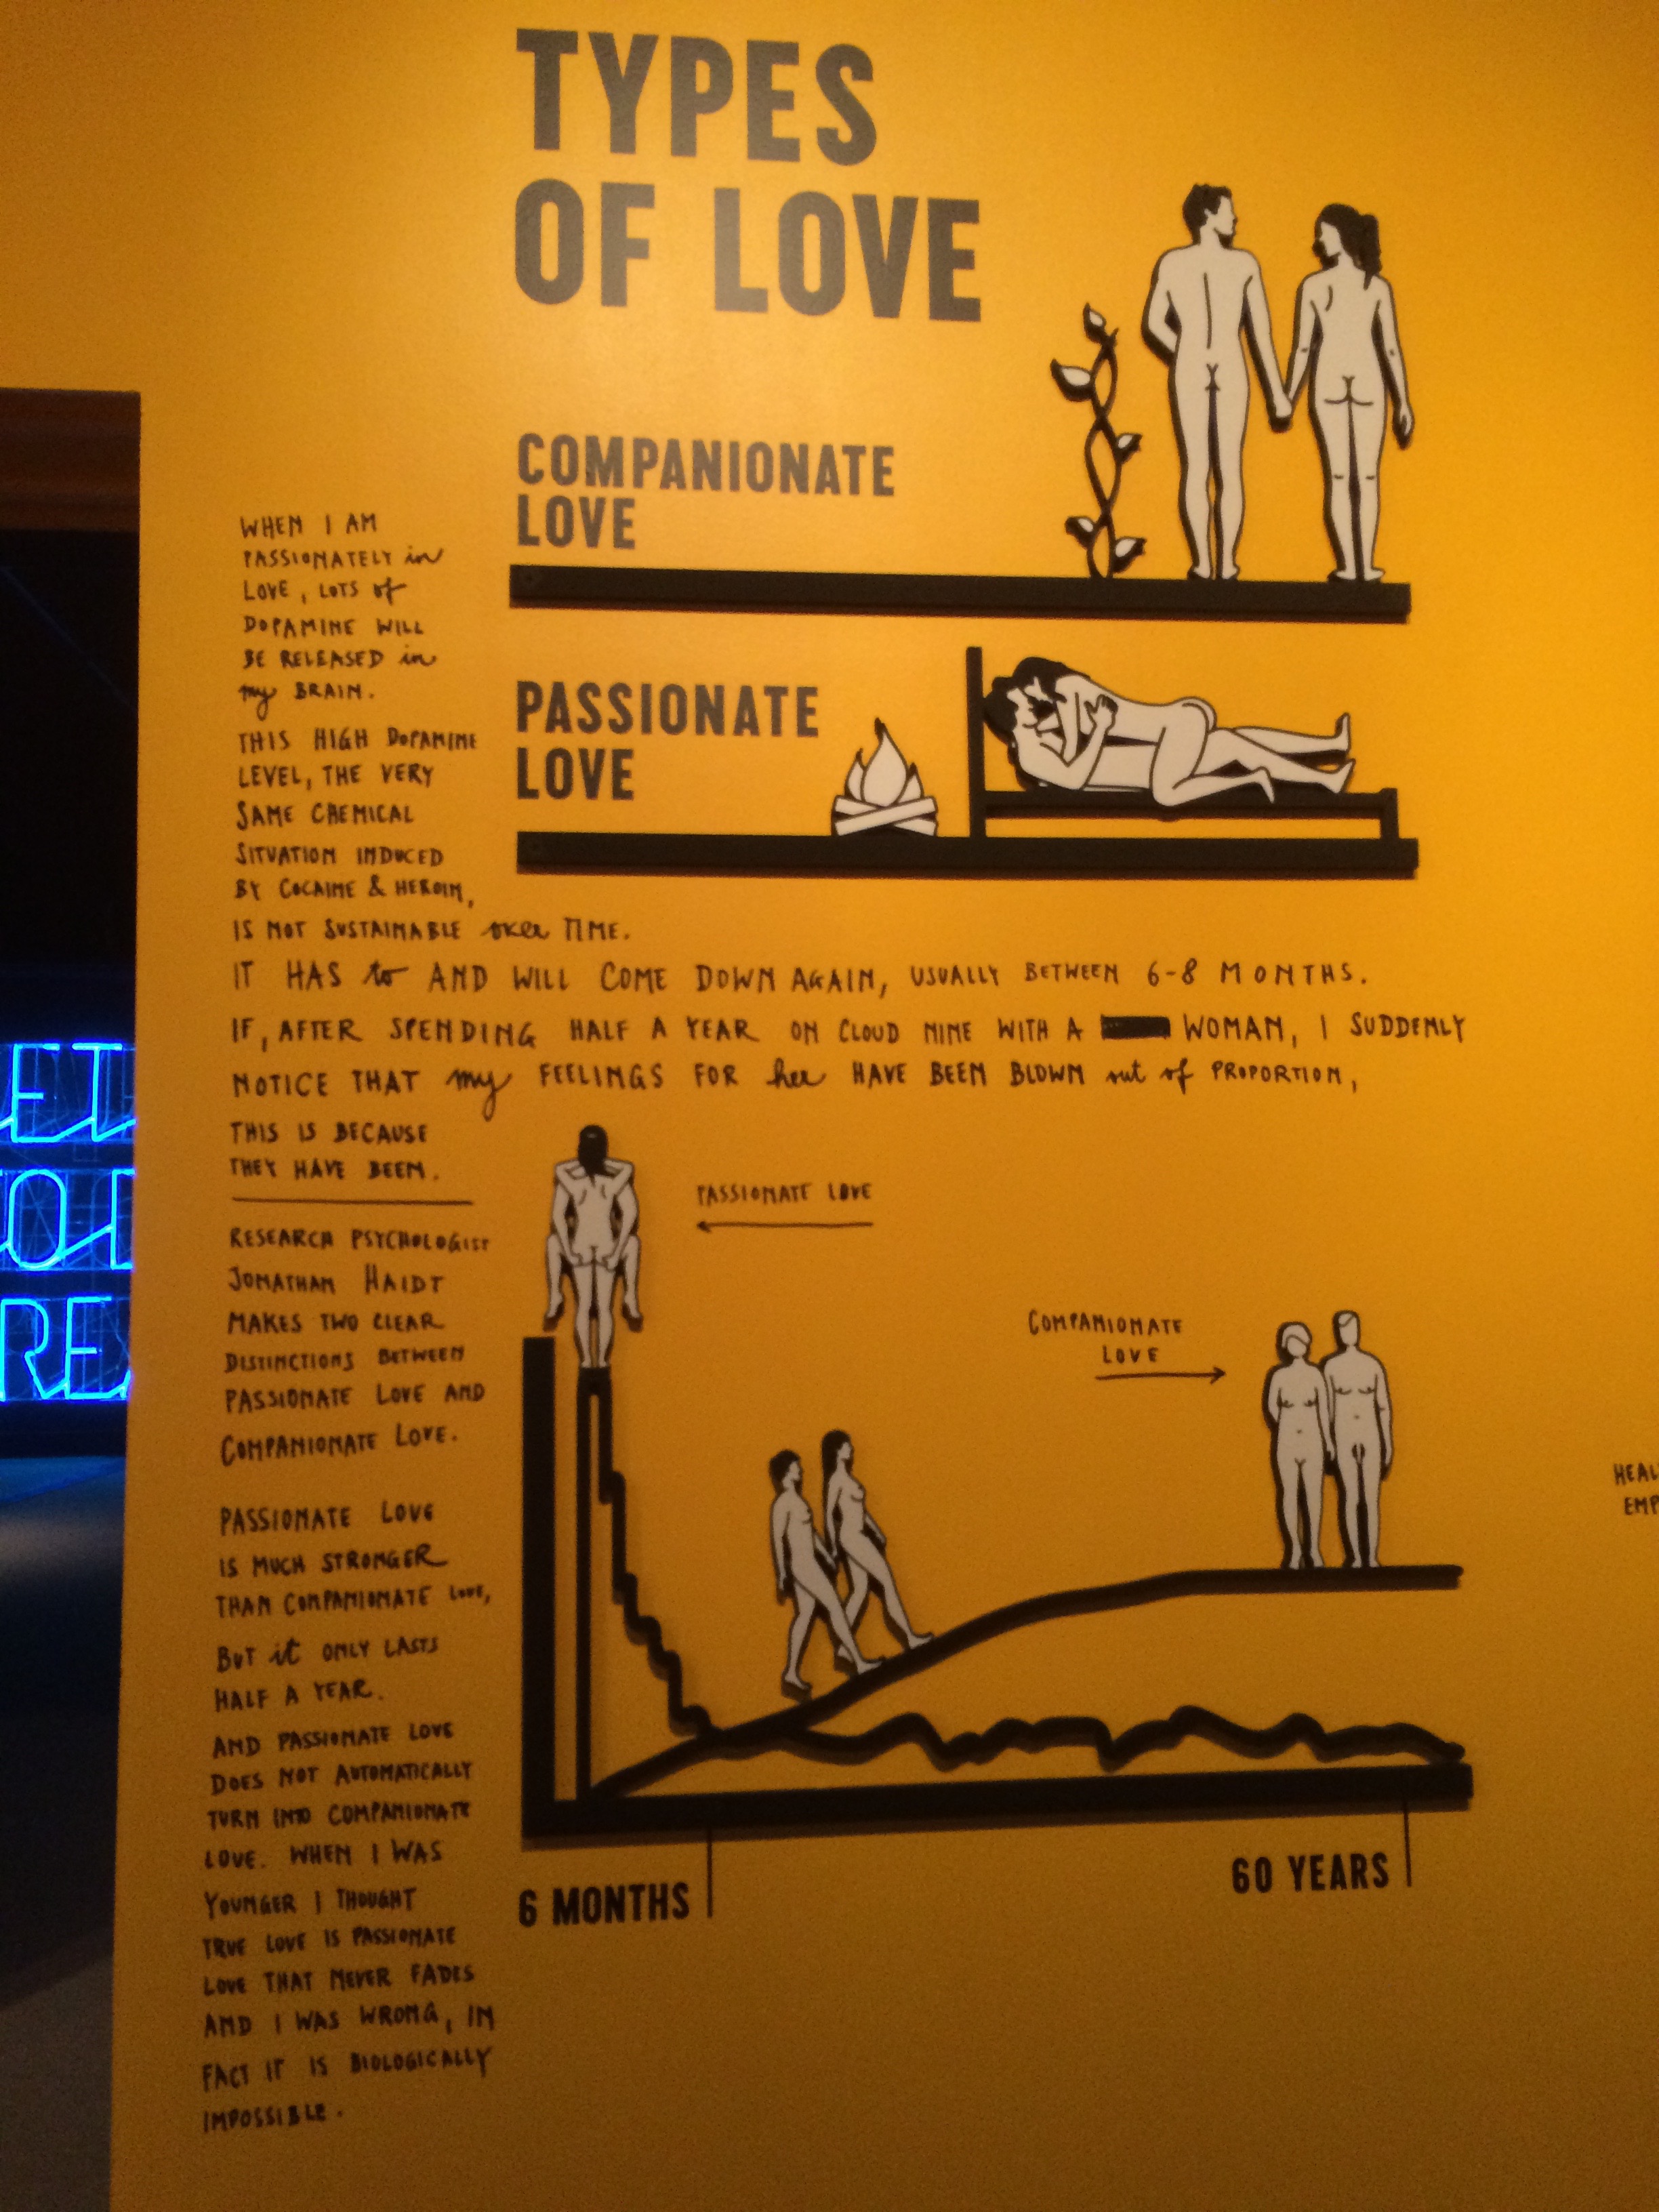 TYPES
OF LOVE
COMPANIONATE
LOVE
PASSIONATE
LOVE
WHEN I AM
PASSIONATELY in
LOVE, LOTS of
DOPAMINE WILL
BE RELEASED in
my BRAIN.
THIS HIGH DOPAMINE
LEVEL, THE VERY
SAME CHEMICAL
SITUATION INDUCED
BY COCAINE & HEROIN,
IS NOT SUSTAINABLE over TIME.
IT HAS to AND WILL COME DOWN AGAIN, USUALLY BETWEEN 6-8 MONTHS.
IF, AFTER SPENDING HALF A YEAR ON CLOUD NINE WITH A WOMAN, I SUDDENLY
NOTICE THAT my FEELINGS FOR her HAVE BEEN BLOWN out of PROPORTION,
THIS IS BECAUSE
THEY HAVE BEEN.
RESEARCH PSYCHOLOGIST
JONATHAN HAIDT
MAKES TWO CLEAR
DISTINCTIONS BETWEEN
PASSIONATE LOVE AND
COMPANIONATE LOVE.
PASSIONATE LOVE
IS MUCH STRONGER
THAN COMPANIONATE LOVE,
BUT it ONLY LASTS
HALF A YEAR.
AND PASSIONATE LOVE
DOES NOT AUTOMATICALLY
TURN INTO COMPANIONATE
LOVE. WHEN I WAS
YOUNGER I THOUGHT
TRUE LOVE IS PASSIONATE
LOVE THAT NEVER FADES
AND I WAS WRONG, IN
FACT IT IS BIOLOGICALLY
IMPOSSIBLE.
PASSIONATE LOVE
COMPANIONATE
LOVE
6 MONTHS
60 YEARS
HEAL
EMP
ET
RE